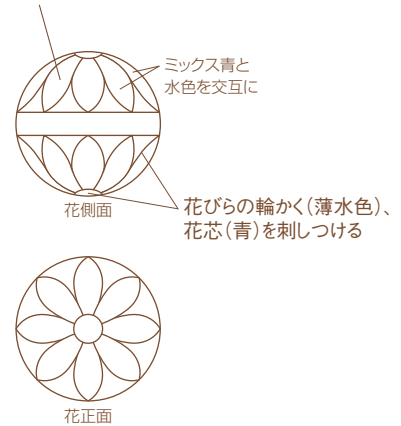 ミックス青と
水色を交互に
花側面
花びらの輪かく(薄水色)、
花芯(青)を刺しつける
花正面